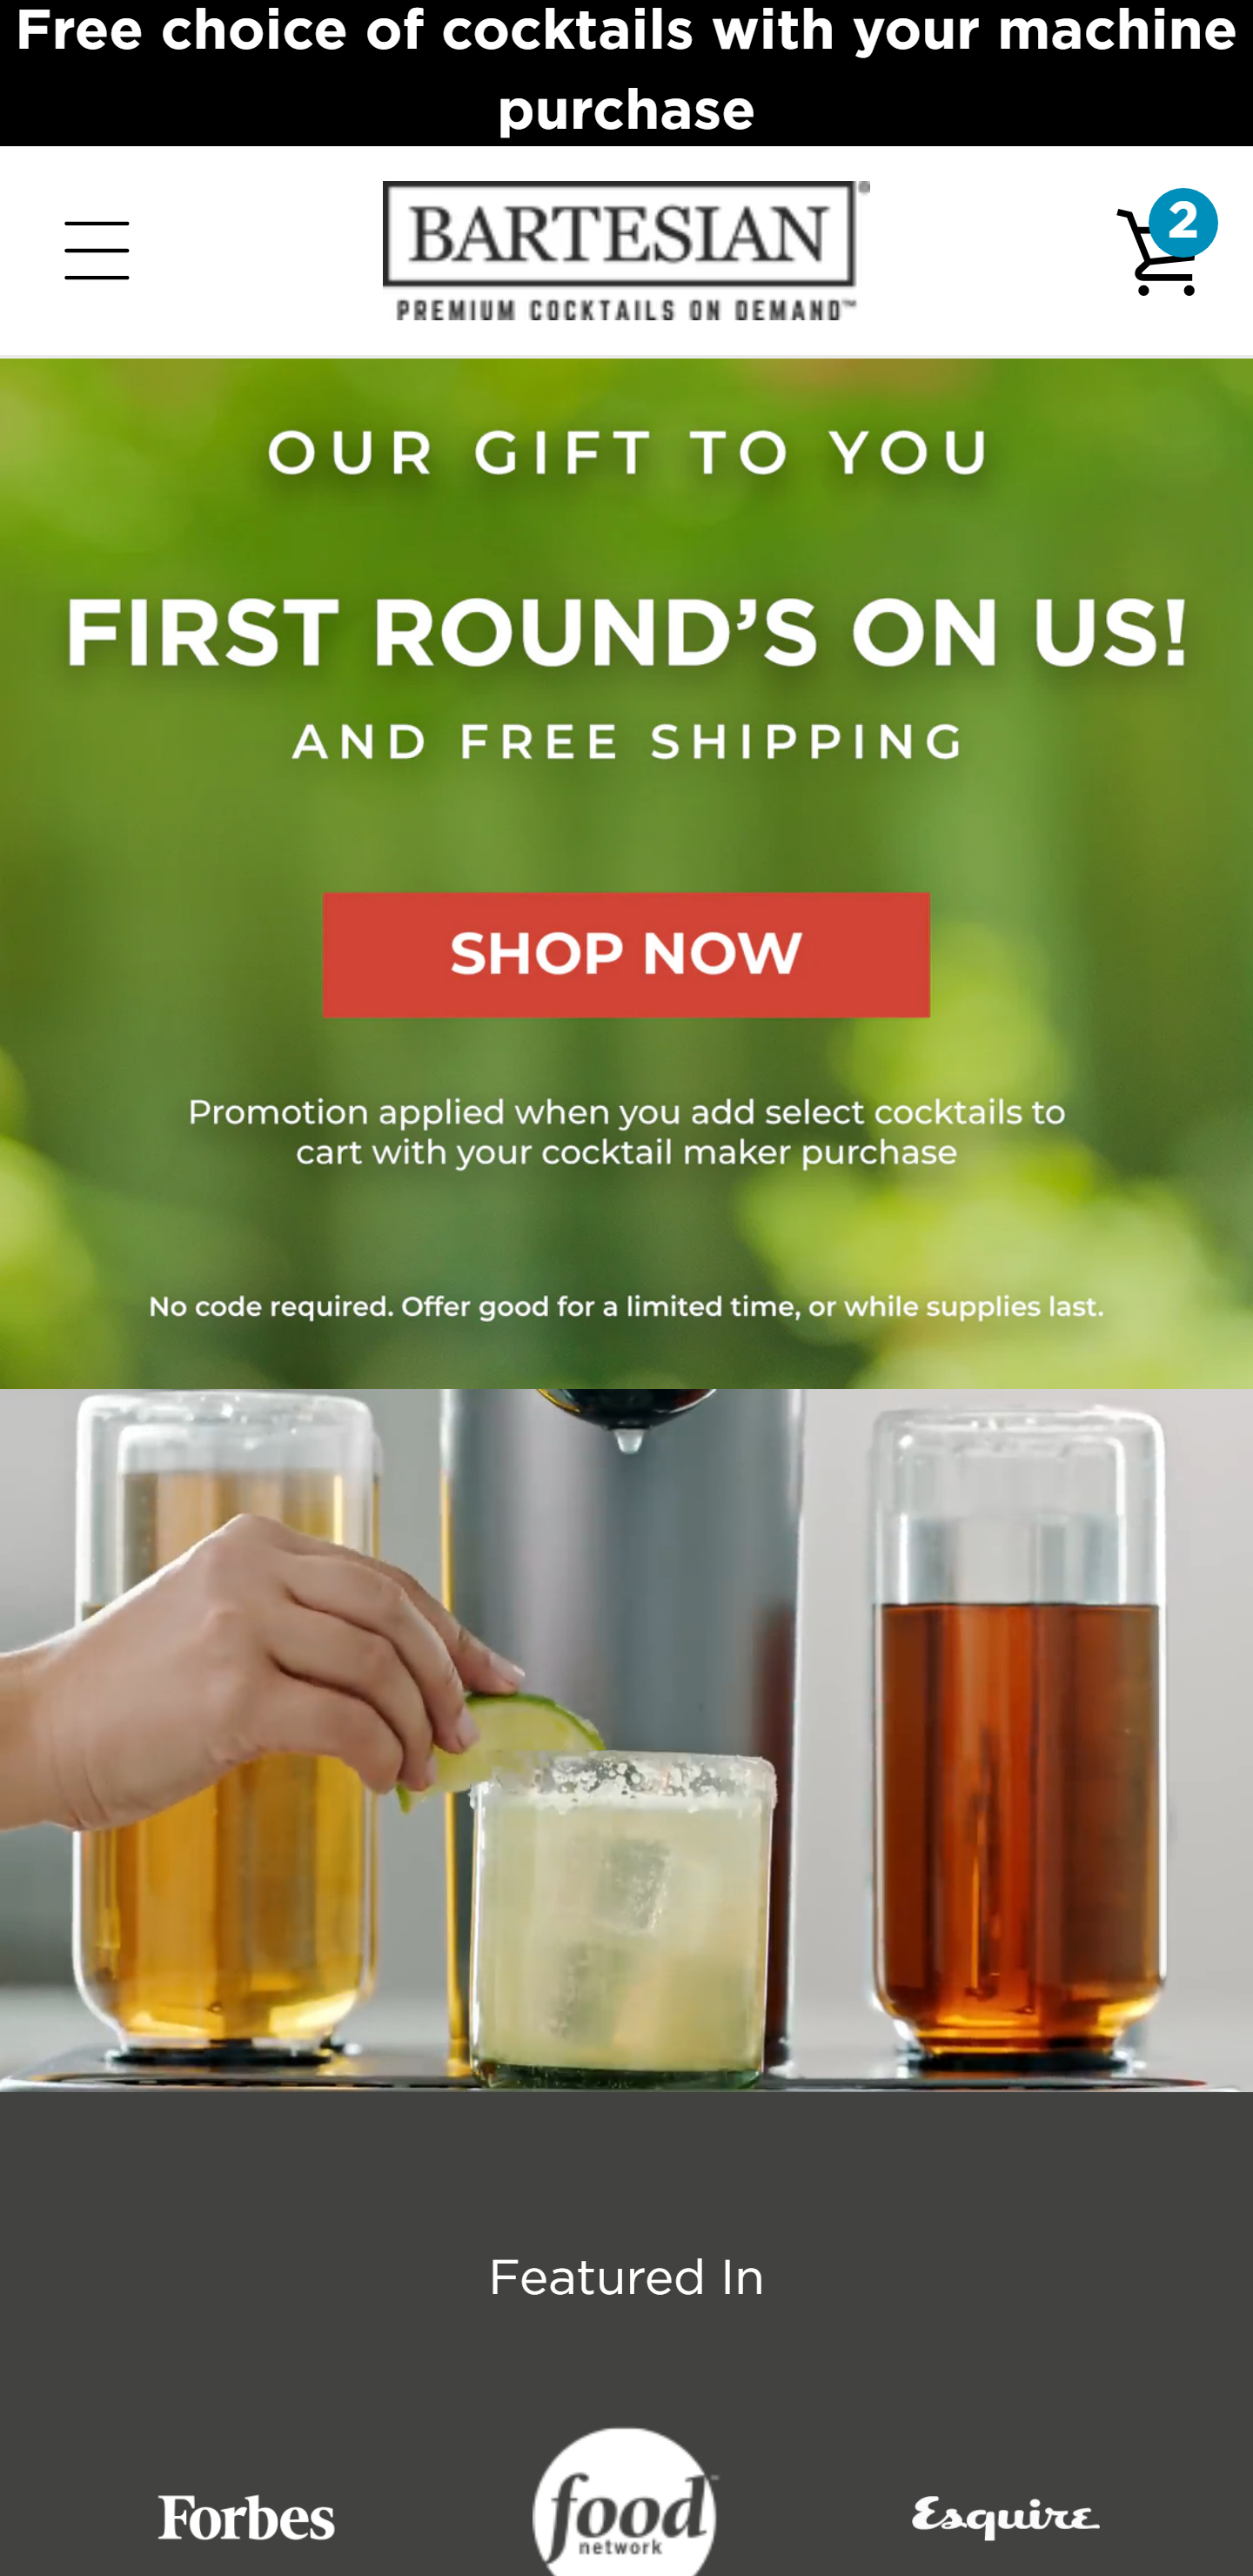 Free choice of cocktails with your machine
purchase
BARTESIAN®
PREMIUM COCKTAILS ON DEMAND™
2
OUR GIFT TO YOU
FIRST ROUND’S ON US!
AND FREE SHIPPING
SHOP NOW
Promotion applied when you add select cocktails to
cart with your cocktail maker purchase
No code required. Offer good for a limited time, or while supplies last.
Featured In
Forbes
food
network
Esquire